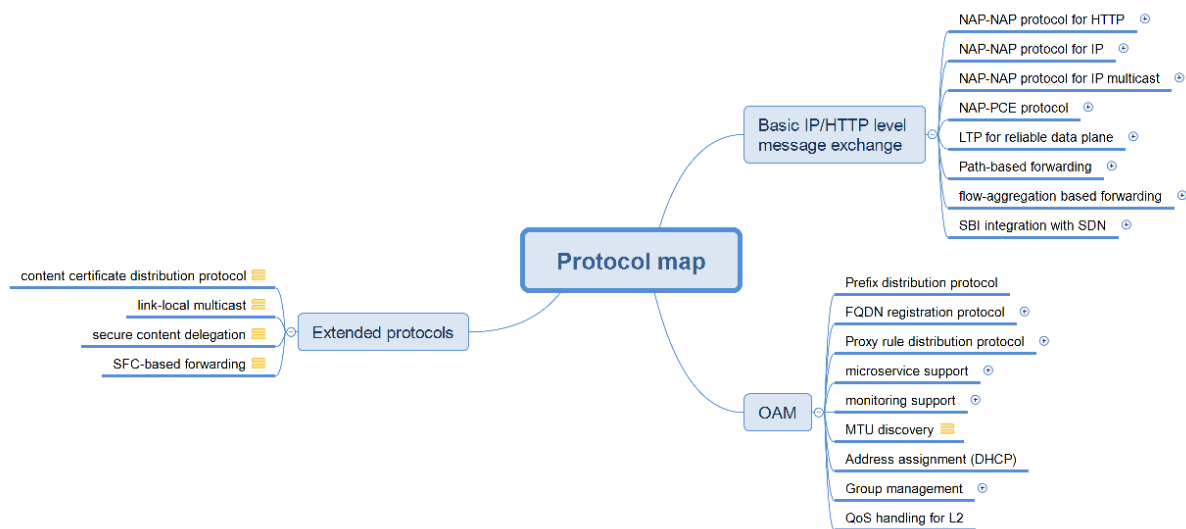 Protocol map
Basic IP/HTTP level
message exchange
NAP-NAP protocol for HTTP
NAP-NAP protocol for IP
NAP-NAP protocol for IP multicast
NAP-PCE protocol
LTP for reliable data plane
Path-based forwarding
flow-aggregation based forwarding
SBI integration with SDN
OAM
Prefix distribution protocol
FQDN registration protocol
Proxy rule distribution protocol
microservice support
monitoring support
MTU discovery
Address assignment (DHCP)
Group management
QoS handling for L2
Extended protocols
content certificate distribution protocol
link-local multicast
secure content delegation
SFC-based forwarding